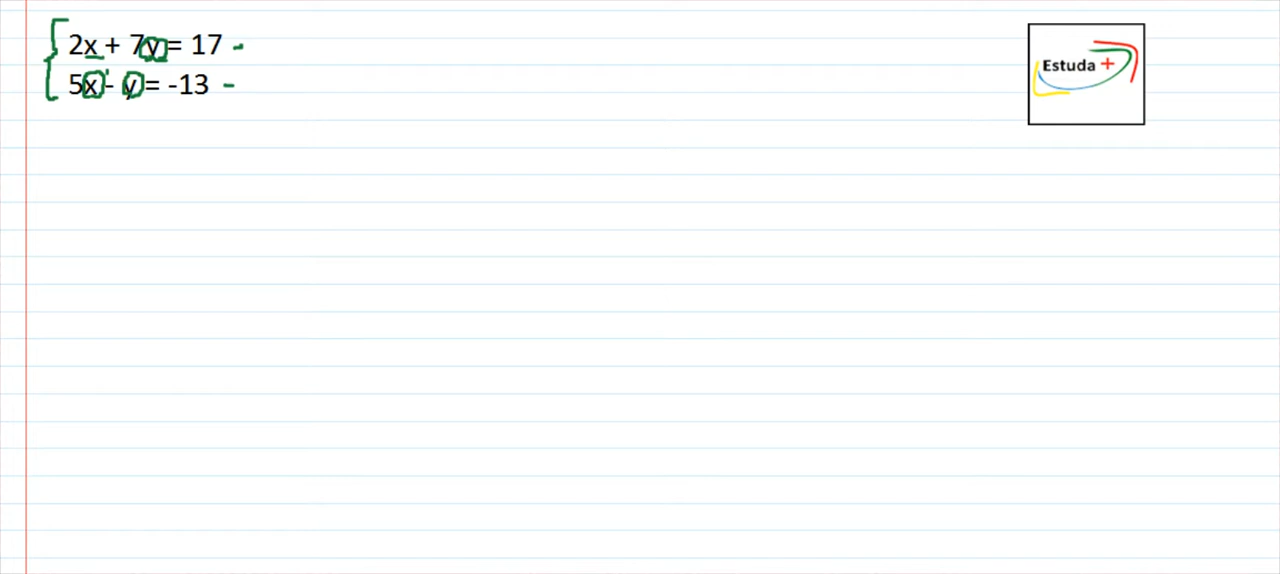 2x + 7y = 17
5x - y = -13
Estuda +